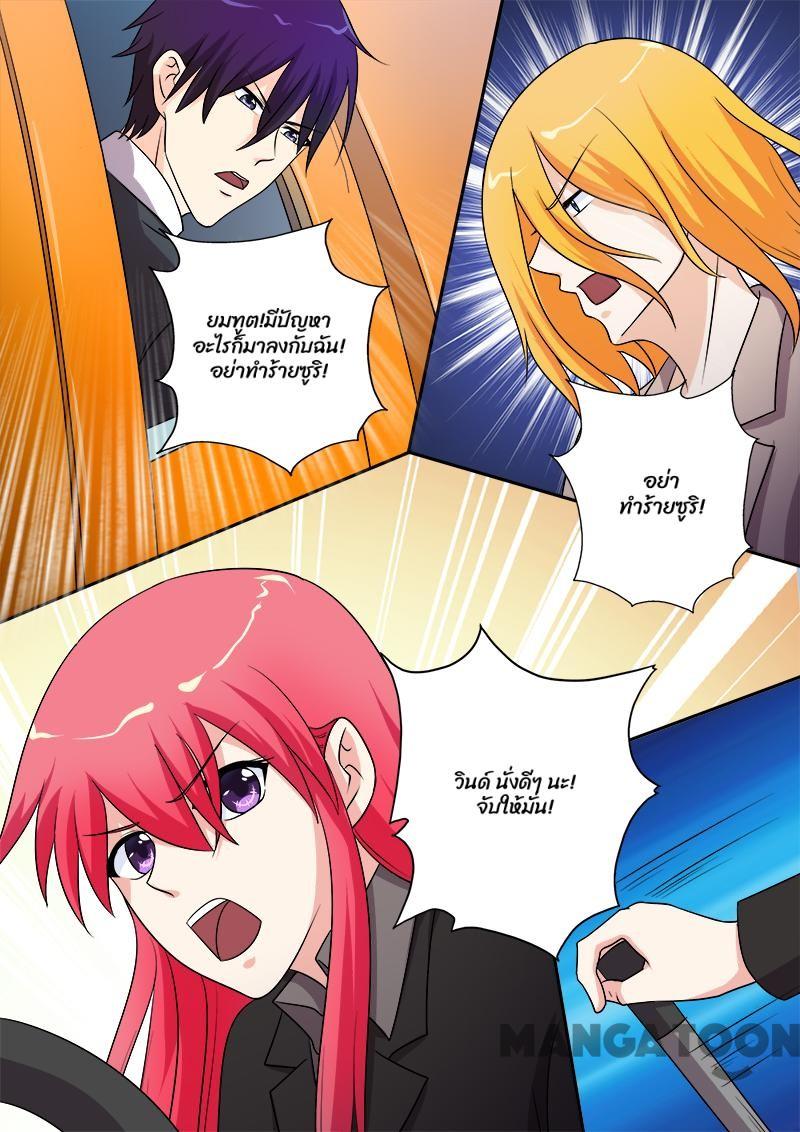 ยมทูต!มีปัญหา
อะไรก็มาลงกับฉัน!
อย่าทำร้ายซูริ!
อย่า
ทำร้ายซูริ!
วินด์ นั่งดีๆ นะ!
จับให้มั่น!
MANGATOON